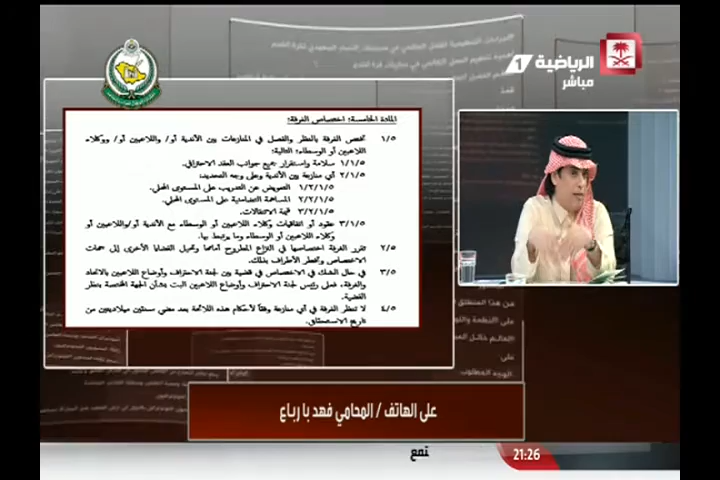 الرياضية 1
مباشر
المادة الخامسة: اختصاص الغرفة:
١/٥ تختص الغرفة بالنظر والفصل في المنازعات بين الأندية أو/ واللاعبين أو/ ووكلاء
اللاعبين أو الوسطاء؛ التالية:
١/١/٥ سلامة واستقرار جميع جوانب العقد الاحترافي.
٢/١/٥ أي منازعة بين الأندية وعلى وجه التحديد:
١/٢/١/٥ التعويض عن التدريب على المستوى المحلي.
٢/٢/١/٥ المساهمة التضامنية على المستوى المحلي.
٣/٢/١/٥ قيمة الانتقالات.
٣/١/٥ عقود أو اتفاقيات وكلاء اللاعبين أو الوسطاء مع الأندية أو/واللاعبين أو
وكلاء اللاعبين أو الوسطاء وما يرتبط بها.
٢/٥ تقرر الغرفة اختصاصها في النزاع المطروح أمامها وتحيل القضايا الأخرى إلى جهات
الاختصاص وتخطر الأطراف بذلك.
٣/٥ في حال الشك في الاختصاص في قضية بين لجنة الاحتراف وأوضاع اللاعبين بالاتحاد
والغرفة، فعلى رئيس لجنة الاحتراف وأوضاع اللاعبين البت بشأن الجهة المختصة بنظر
القضية.
٤/٥ لا تنظر الغرفة في أي منازعة وفقاً لأحكام هذه اللائحة بعد مضي سنتين ميلاديتين من
تاريخ الاستحقاق.
على الهاتف / المحامي فهد با رباع
تمع
21:26